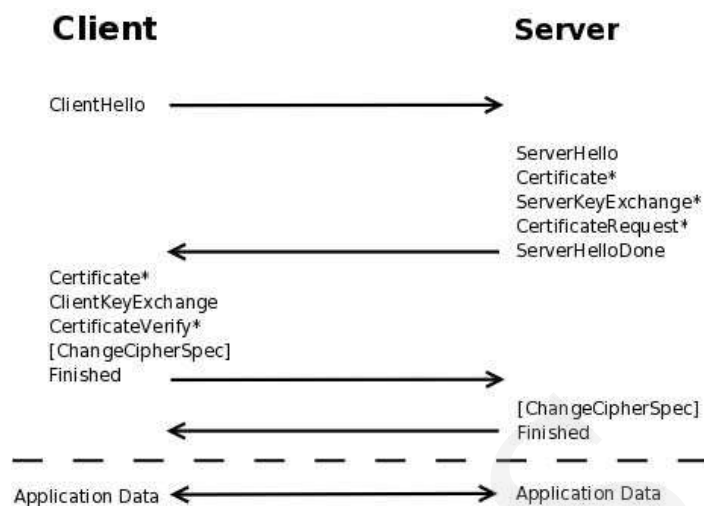 Client
Server
ClientHello
ServerHello
Certificate*
ServerKeyExchange*
CertificateRequest*
ServerHelloDone
Certificate*
ClientKeyExchange
CertificateVerify*
[ChangeCipherSpec]
Finished
[ChangeCipherSpec]
Finished
Application Data
Application Data